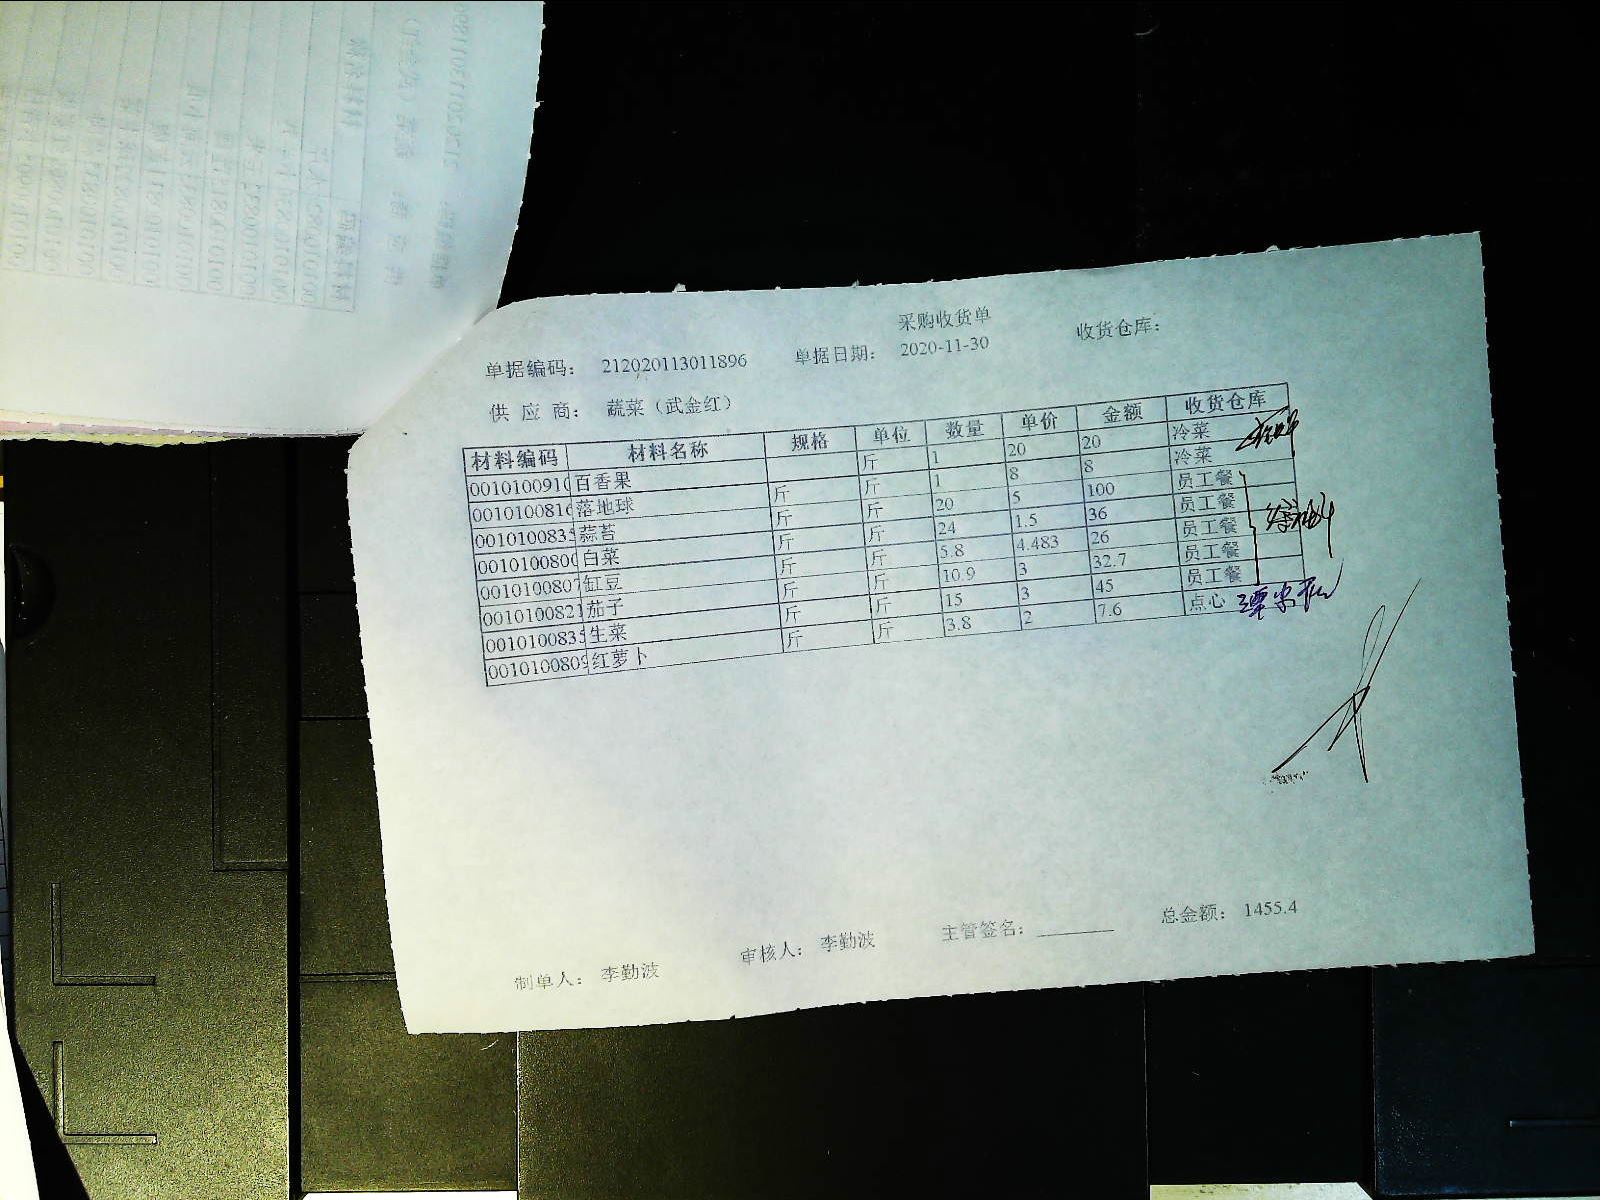 采购收货单
单据编码： 212020113011896 单据日期： 2020-11-30 收货仓库：
供 应 商： 蔬菜（武金红）
材料编码 材料名称 规格 单位 数量 单价 金额 收货仓库
0010100910 百香果 斤 1 20 20 冷菜
0010100816 落地球 斤 斤 1 8 8 冷菜
0010100835 蒜苔 斤 斤 20 5 100 员工餐
0010100800 白菜 斤 斤 24 1.5 36 员工餐
0010100807 缸豆 斤 斤 5.8 4.483 26 员工餐
0010100821 茄子 斤 斤 10.9 3 32.7 员工餐
0010100835 生菜 斤 斤 15 3 45 员工餐
0010100809 红萝卜 斤 斤 3.8 2 7.6 点心
制单人： 李勤波 审核人： 李勤波 主管签名： 总金额： 1455.4